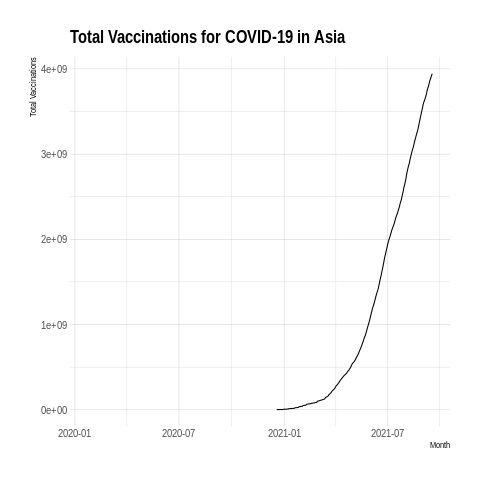 Total Vaccinations for COVID-19 in Asia
Total Vaccinations
4e+09
3e+09
2e+09
1e+09
0e+00
2020-01 2020-07 2021-01 2021-07
Month